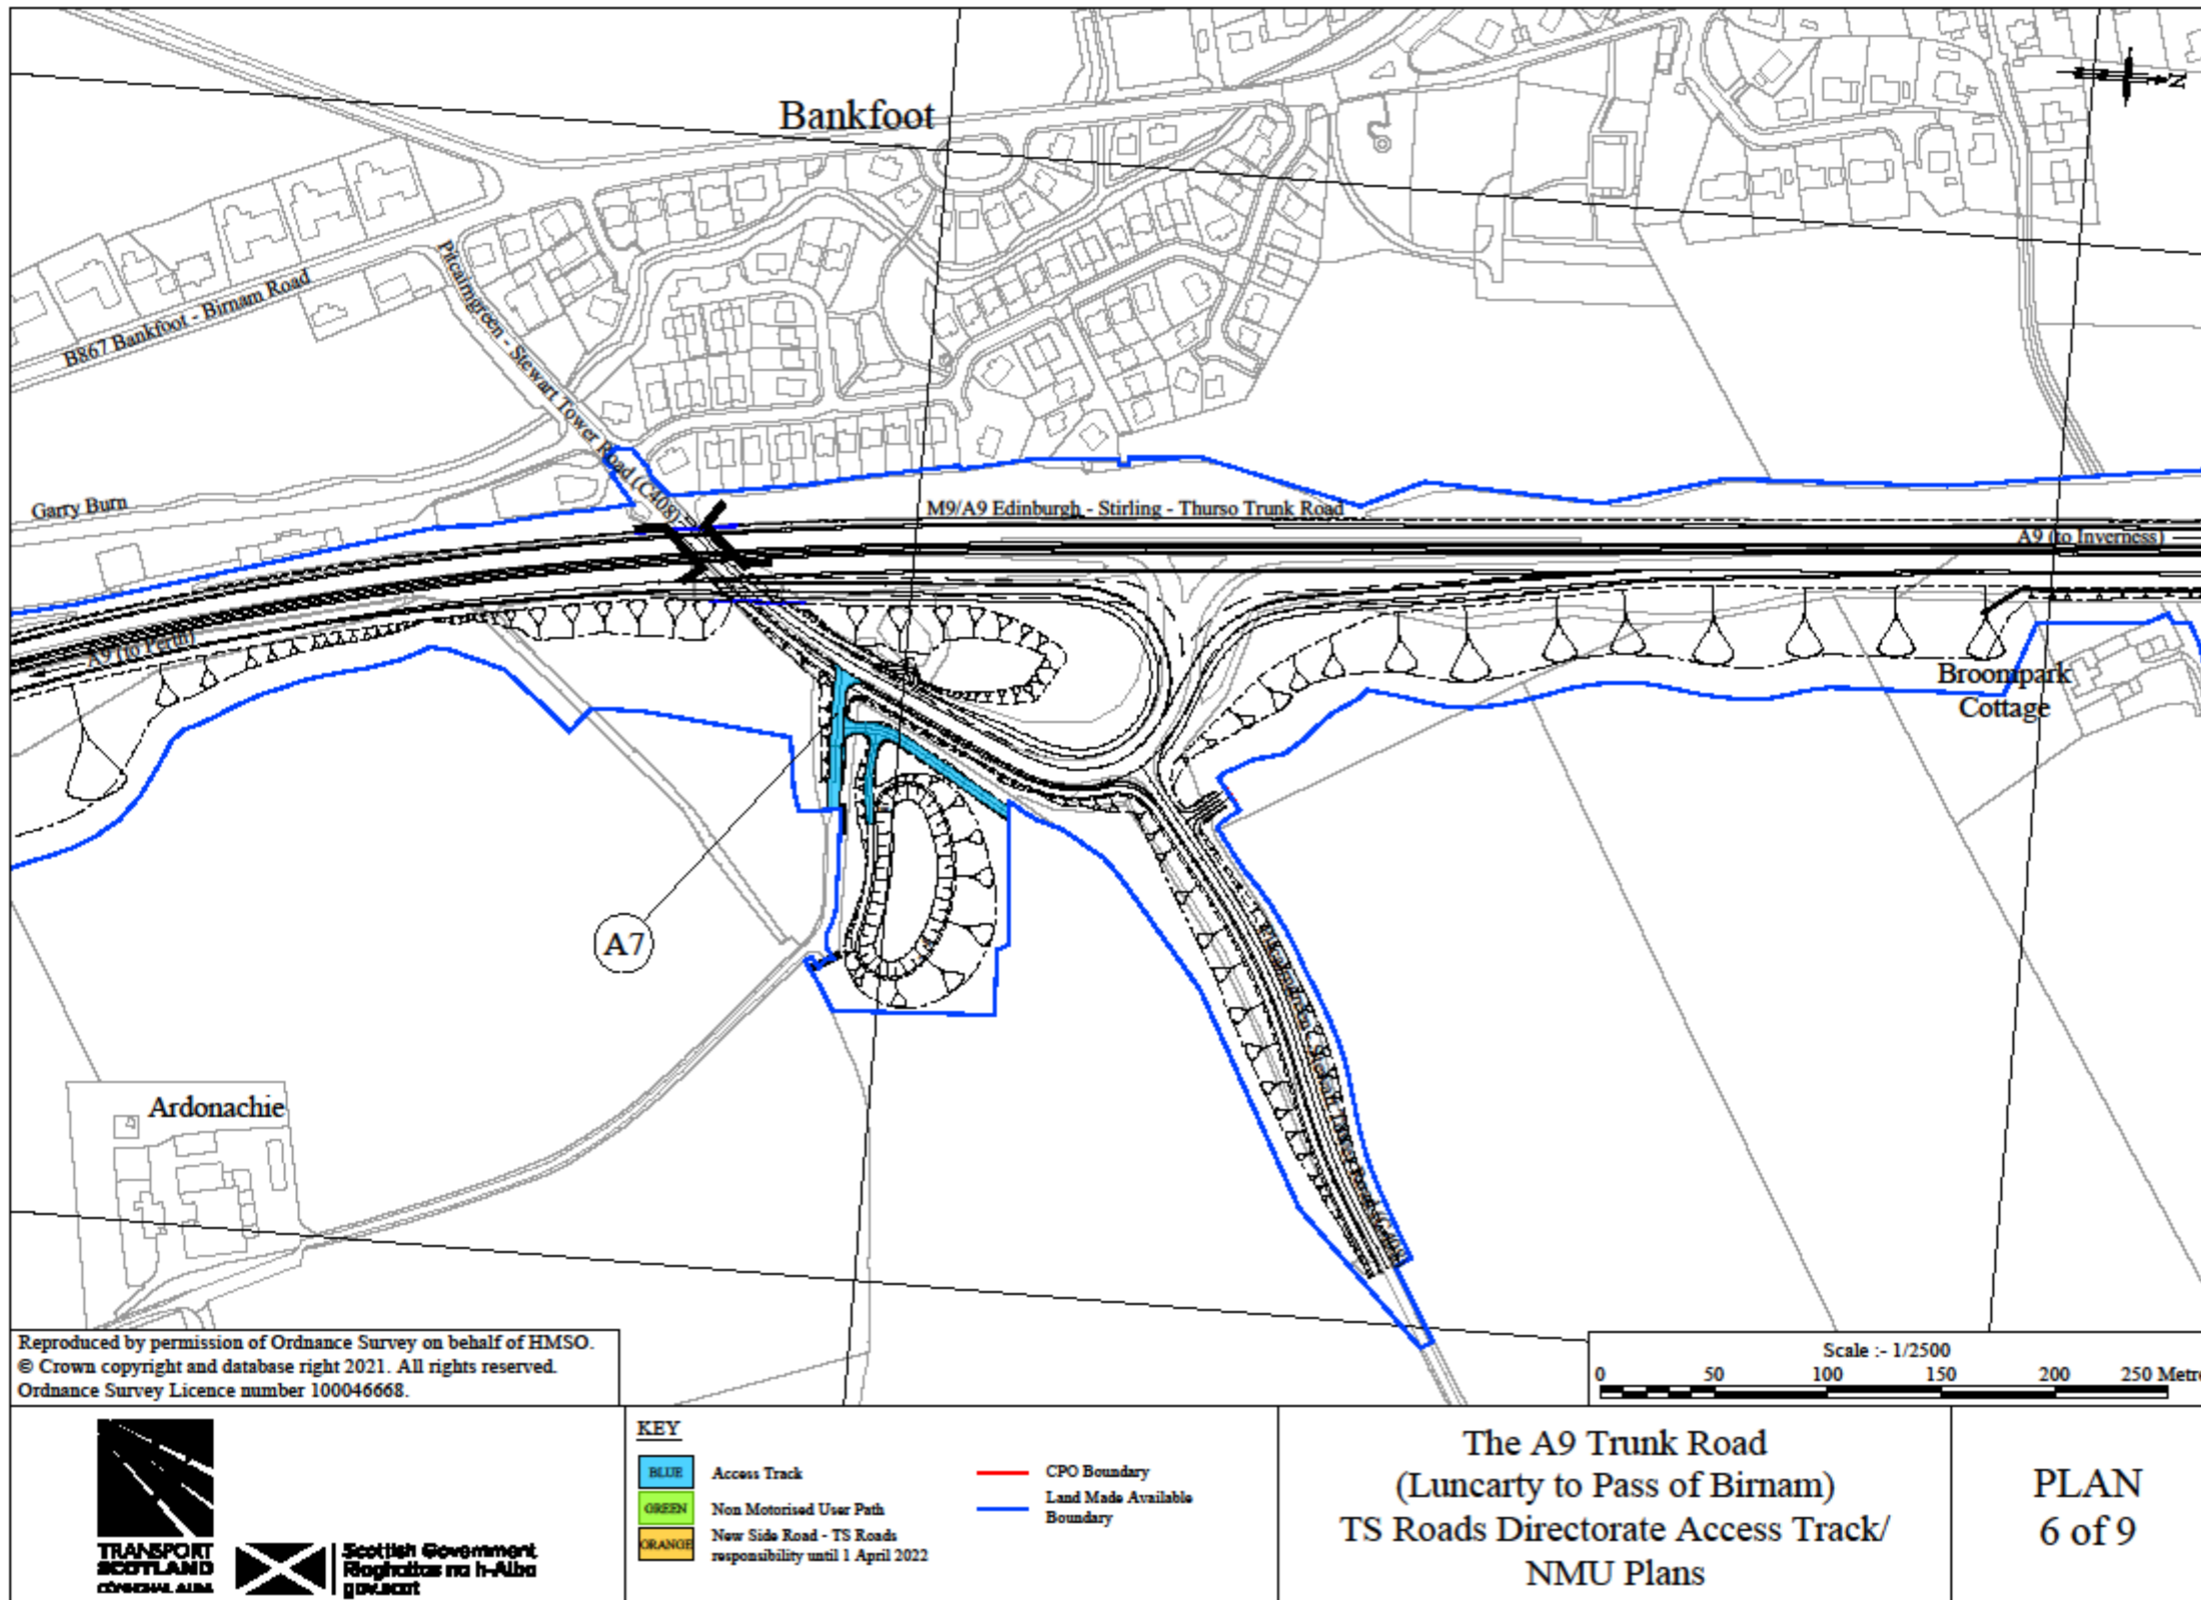 Bankfoot
N
B867 Bankfoot - Birnam Road
Pitcairngreen - Stewart Tower Road (C408)
Garry Burn
M9/A9 Edinburgh - Stirling - Thurso Trunk Road
A9 (to Inverness)
A9 (to Perth)
Broompark
Cottage
A7
Ardonachie
Reproduced by permission of Ordnance Survey on behalf of HMSO.
© Crown copyright and database right 2021. All rights reserved.
Ordnance Survey Licence number 100046668.
Scale :- 1/2500
0 50 100 150 200 250 Metre
TRANSPORT
SCOTLAND
CÒMHDHAIL ALBA
Scottish Government
Riaghaltas na h-Alba
gov.scot
KEY
BLUE Access Track
GREEN Non Motorised User Path
ORANGE New Side Road - TS Roads
responsibility until 1 April 2022
CPO Boundary
Land Made Available
Boundary
The A9 Trunk Road
(Luncarty to Pass of Birnam)
TS Roads Directorate Access Track/
NMU Plans
PLAN
6 of 9